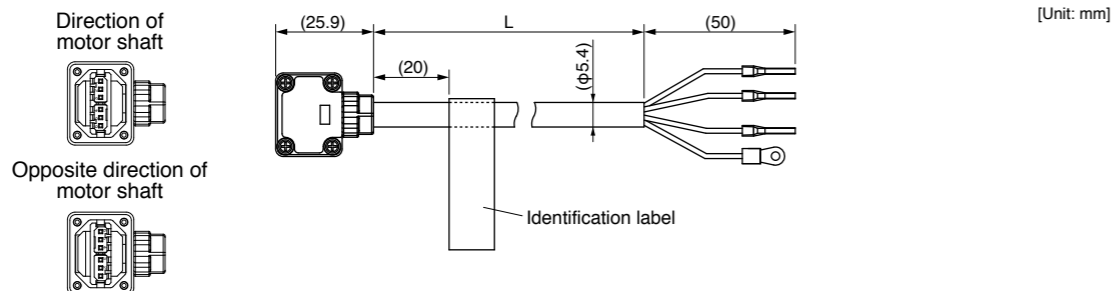 [Unit: mm]
Direction of
motor shaft
(25.9)
L
(50)
(20)
(φ5.4)
Opposite direction of
motor shaft
Identification label